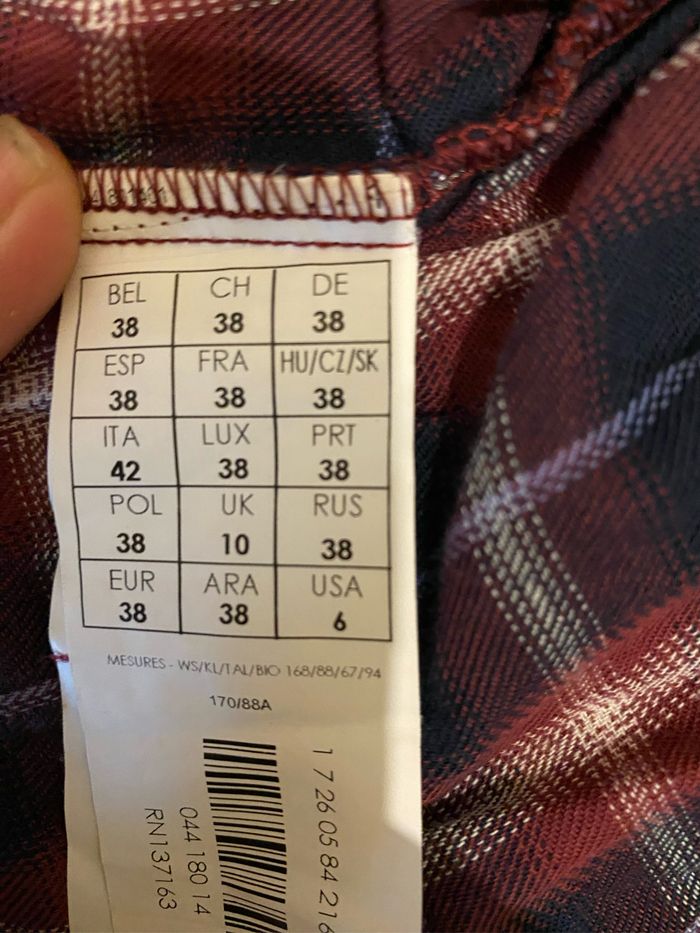 BEL CH DE
38 38 38
ESP FRA HU/CZ/SK
38 38 38
ITA LUX PRT
42 38 38
POL UK RUS
38 10 38
EUR ARA USA
38 38 6
MESURES - WS/KL/TAL/BIO 168/88/67/94
170/88A
1 7 26 05 84 216
044 180 14
RN137163